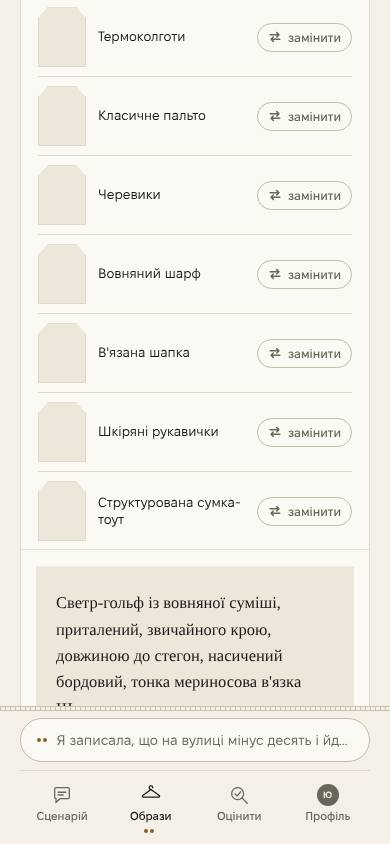 Термоколготи
замінити
Класичне пальто
замінити
Черевики
замінити
Вовняний шарф
замінити
В'язана шапка
замінити
Шкіряні рукавички
замінити
Структурована сумка-
тоут
замінити
Светр-гольф із вовняної суміші,
приталений, звичайного крою,
довжиною до стегон, насичений
бордовий, тонка мериносова в'язка
Я записала, що на вулиці мінус десять і йд...
Сценарій
Образи
Оцінити
Ю
Профіль